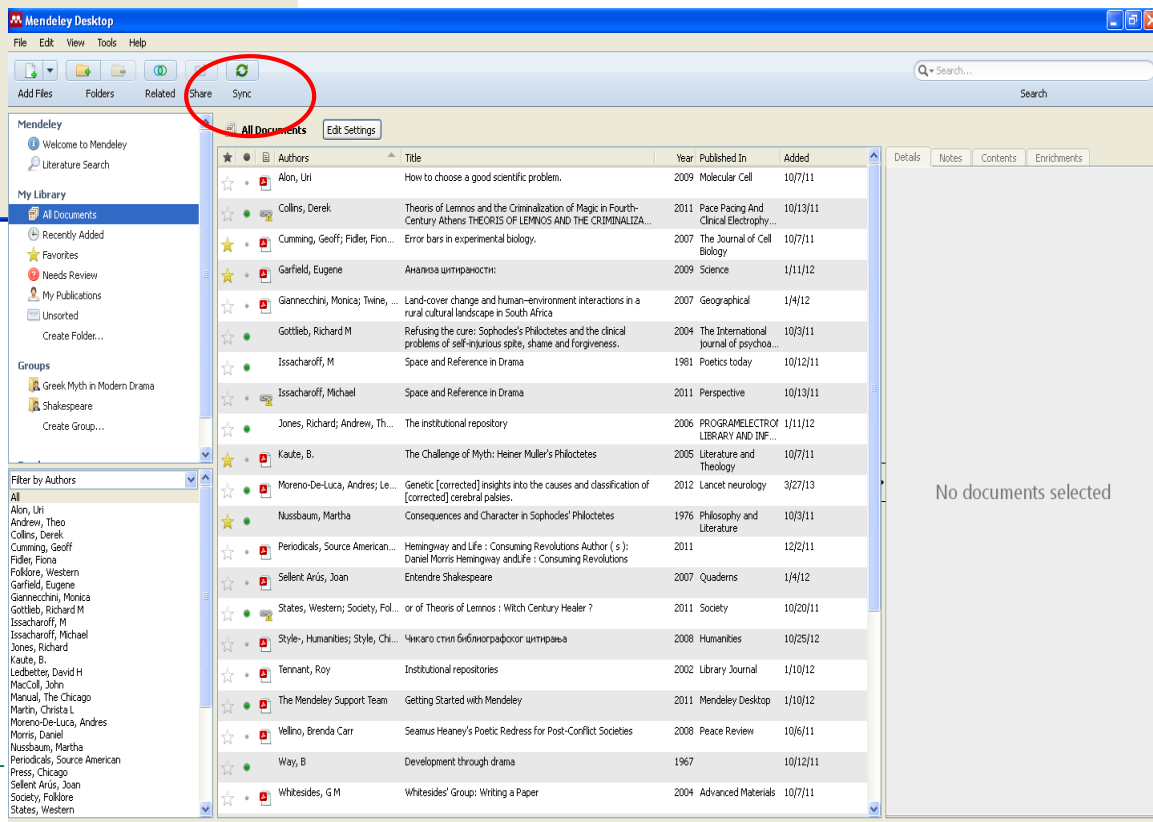 Mendeley Desktop
File Edit View Tools Help
Search...
Add Files Folders Related Share Sync Search
Mendeley
Welcome to Mendeley
Literature Search
My Library
All Documents
Recently Added
Favorites
Needs Review
My Publications
Unsorted
Create Folder...
Groups
Greek Myth in Modern Drama
Shakespeare
Create Group...
Filter by Authors
All
Alon, Uri
Andrew, Theo
Collins, Derek
Cumming, Geoff
Fidler, Fiona
Folklore, Western
Garfield, Eugene
Giannecchini, Monica
Gottlieb, Richard M
Issacharoff, M
Issacharoff, Michael
Jones, Richard
Kaute, B.
Ledbetter, David H
MacColl, John
Manual, The Chicago
Martin, Christa L
Moreno-De-Luca, Andres
Morris, Daniel
Nussbaum, Martha
Periodicals, Source American
Press, Chicago
Sellent Arús, Joan
Society, Folklore
States, Western
All Documents Edit Settings
Authors Title Year Published In Added
Alon, Uri How to choose a good scientific problem. 2009 Molecular Cell 10/7/11
Collins, Derek Theoris of Lemnos and the Criminalization of Magic in Fourth- 2011 Pace Pacing And 10/13/11
Century Athens THEORIS OF LEMNOS AND THE CRIMINALIZA... Clinical Electrophy...
Cumming, Geoff; Fidler, Fion... Error bars in experimental biology. 2007 The Journal of Cell 10/7/11
Biology
Garfield, Eugene Анализа цитираности: 2009 Science 1/11/12
Giannecchini, Monica; Twine, ... Land-cover change and human–environment interactions in a 2007 Geographical 1/4/12
rural cultural landscape in South Africa
Gottlieb, Richard M Refusing the cure: Sophocles's Philoctetes and the clinical 2004 The International 10/3/11
problems of self-injurious spite, shame and forgiveness. journal of psychoa...
Issacharoff, M Space and Reference in Drama 1981 Poetics today 10/12/11
Issacharoff, Michael Space and Reference in Drama 2011 Perspective 10/13/11
Jones, Richard; Andrew, Th... The institutional repository 2006 PROGRAMELECTRON 1/11/12
LIBRARY AND INF...
Kaute, B. The Challenge of Myth: Heiner Muller's Philoctetes 2005 Literature and 10/7/11
Theology
Moreno-De-Luca, Andres; Le... Genetic [corrected] insights into the causes and classification of 2012 Lancet neurology 3/27/13
[corrected] cerebral palsies.
Nussbaum, Martha Consequences and Character in Sophocles' Philoctetes 1976 Philosophy and 10/3/11
Literature
Periodicals, Source American... Hemingway and Life : Consuming Revolutions Author ( s ): 2011 12/2/11
Daniel Morris Hemingway andLife : Consuming Revolutions
Sellent Arús, Joan Entendre Shakespeare 2007 Quaderns 1/4/12
States, Western; Society, Fol... or of Theoris of Lemnos : Witch Century Healer ? 2011 Society 10/20/11
Style-, Humanities; Style, Chi... Чикаго стил библиографског цитирања 2008 Humanities 10/25/12
Tennant, Roy Institutional repositories 2002 Library Journal 1/10/12
The Mendeley Support Team Getting Started with Mendeley 2011 Mendeley Desktop 1/10/12
Vellino, Brenda Carr Seamus Heaney's Poetic Redress for Post-Conflict Societies 2008 Peace Review 10/6/11
Way, B Development through drama 1967 10/12/11
Whitesides, G M Whitesides' Group: Writing a Paper 2004 Advanced Materials 10/7/11
Details Notes Contents Enrichments
No documents selected